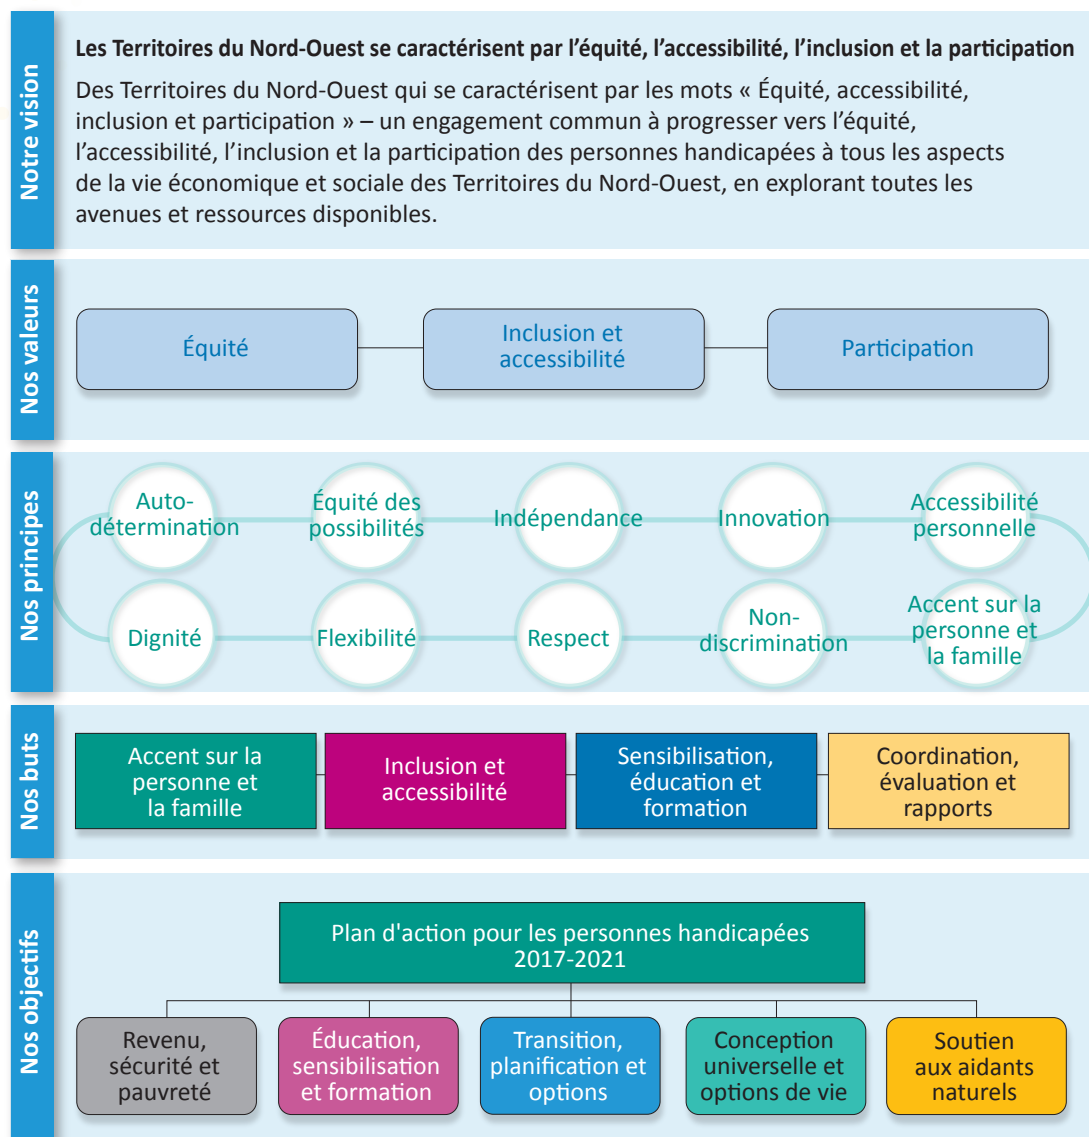 Notre vision
Les Territoires du Nord-Ouest se caractérisent par l’équité, l’accessibilité, l’inclusion et la participation
Des Territoires du Nord-Ouest qui se caractérisent par les mots « Équité, accessibilité,
inclusion et participation » – un engagement commun à progresser vers l’équité,
l’accessibilité, l’inclusion et la participation des personnes handicapées à tous les aspects
de la vie économique et sociale des Territoires du Nord-Ouest, en explorant toutes les
avenues et ressources disponibles.
Nos valeurs
Équité
Inclusion et
accessibilité
Participation
Nos principes
Auto-
détermination
Équité des
possibilités
Indépendance
Innovation
Accessibilité
personnelle
Dignité
Flexibilité
Respect
Non-
discrimination
Accent sur la
personne et
la famille
Nos buts
Accent sur la
personne et
la famille
Inclusion et
accessibilité
Sensibilisation,
éducation et
formation
Coordination,
évaluation et
rapports
Nos objectifs
Plan d'action pour les personnes handicapées
2017-2021
Revenu,
sécurité et
pauvreté
Éducation,
sensibilisation
et formation
Transition,
planification et
options
Conception
universelle et
options de vie
Soutien
aux aidants
naturels